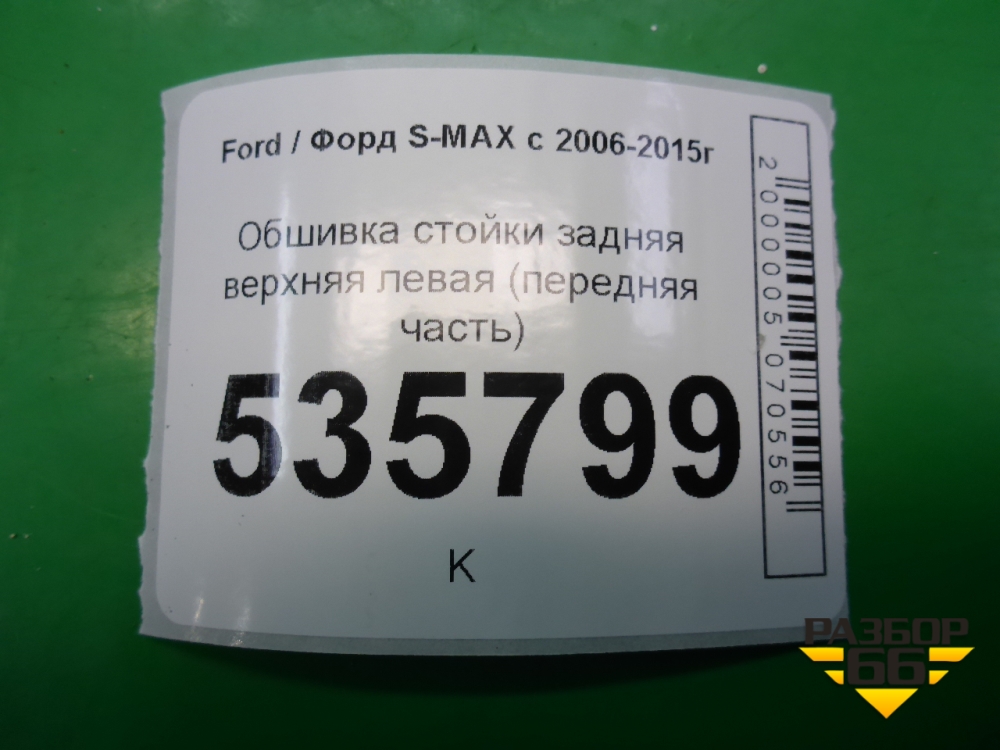 Ford / Форд S-MAX с 2006-2015г
Обшивка стойки задняя
верхняя левая (передняя
часть)
535799
К
2000005070556
РАЗБОР
66